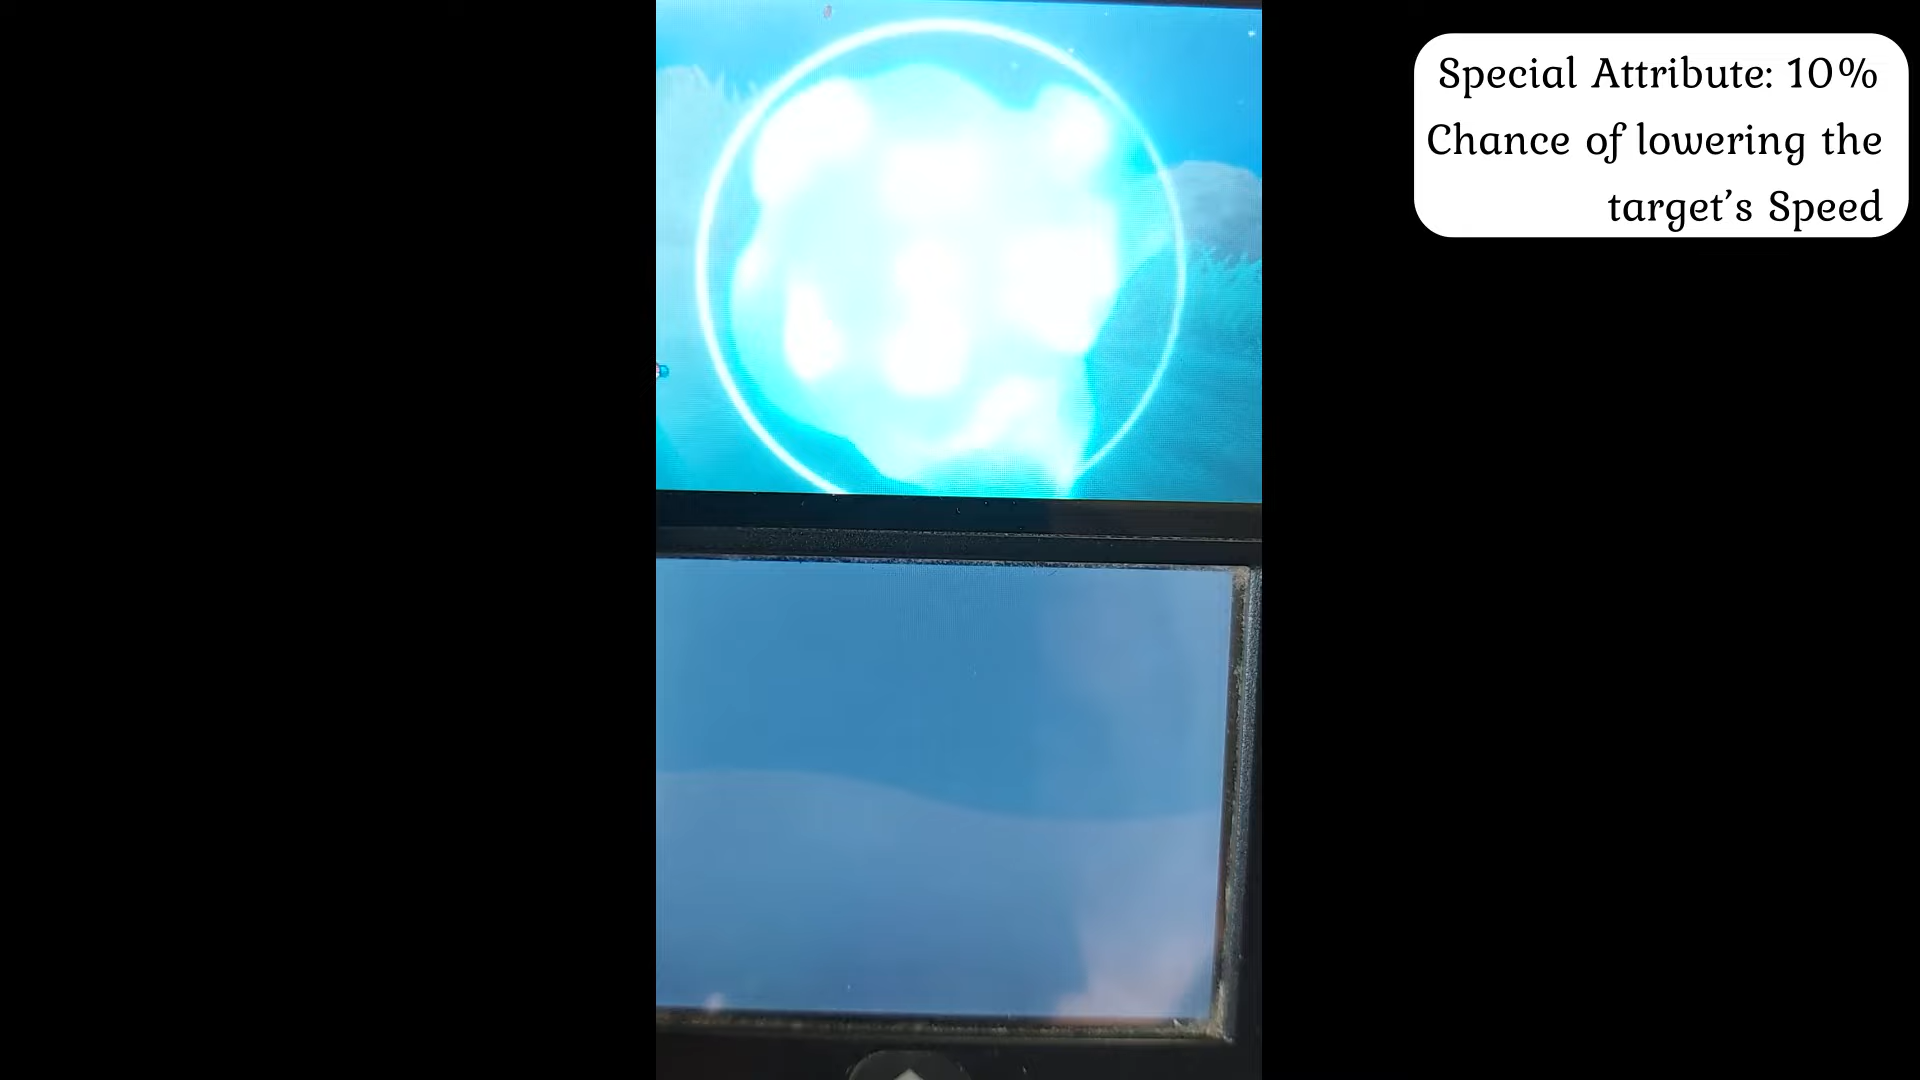 Special Attribute: 10%
Chance of lowering the
target’s Speed